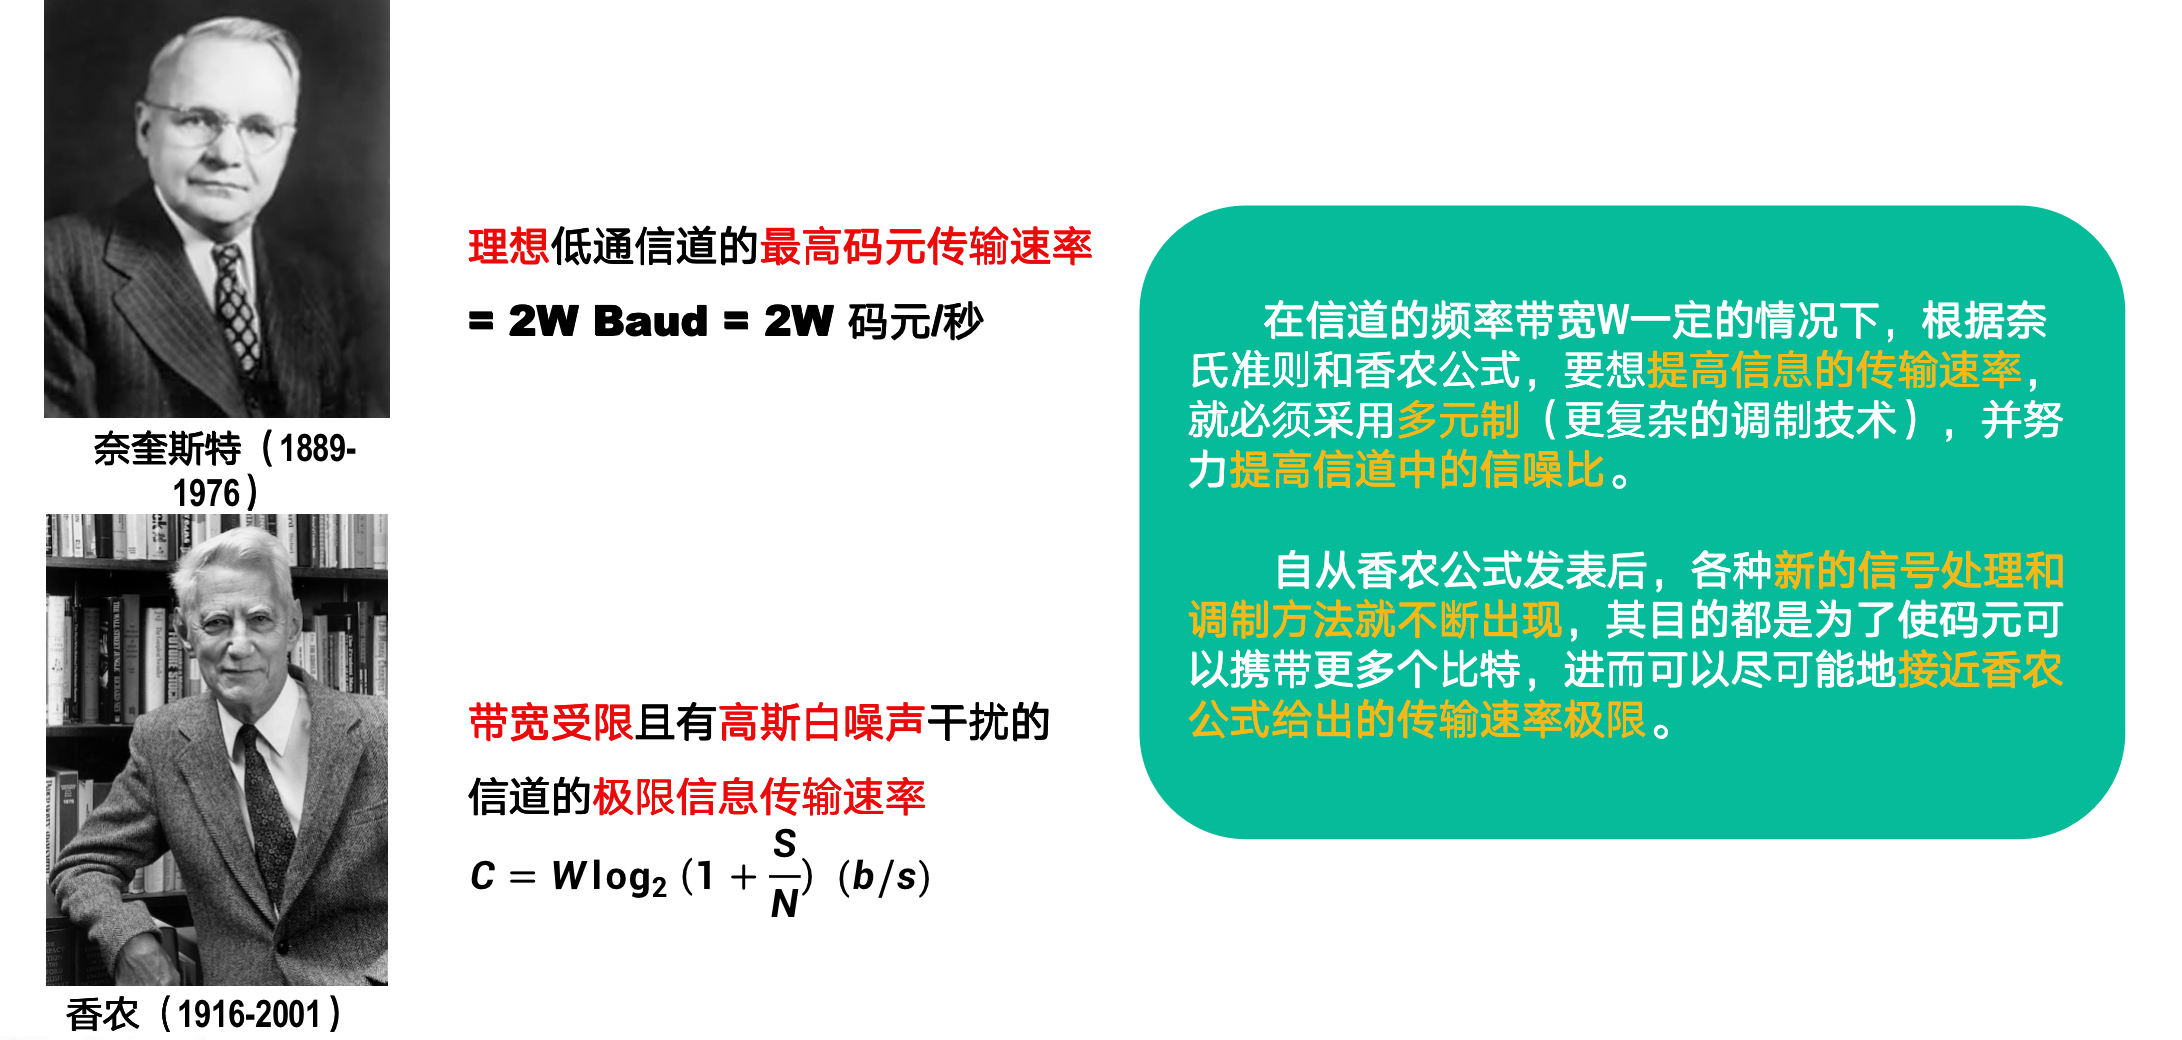 理想低通信道的最高码元传输速率
= 2W Baud = 2W 码元/秒
奈奎斯特（1889-
1976）
带宽受限且有高斯白噪声干扰的
信道的极限信息传输速率
C = W log₂ (1 + S/N) (b/s)
香农（1916-2001）
在信道的频率带宽W一定的情况下，根据奈
氏准则和香农公式，要想提高信息的传输速率，
就必须采用多元制（更复杂的调制技术），并努
力提高信道中的信噪比。
自从香农公式发表后，各种新的信号处理和
调制方法就不断出现，其目的都是为了使码元可
以携带更多个比特，进而可以尽可能地接近香农
公式给出的传输速率极限。